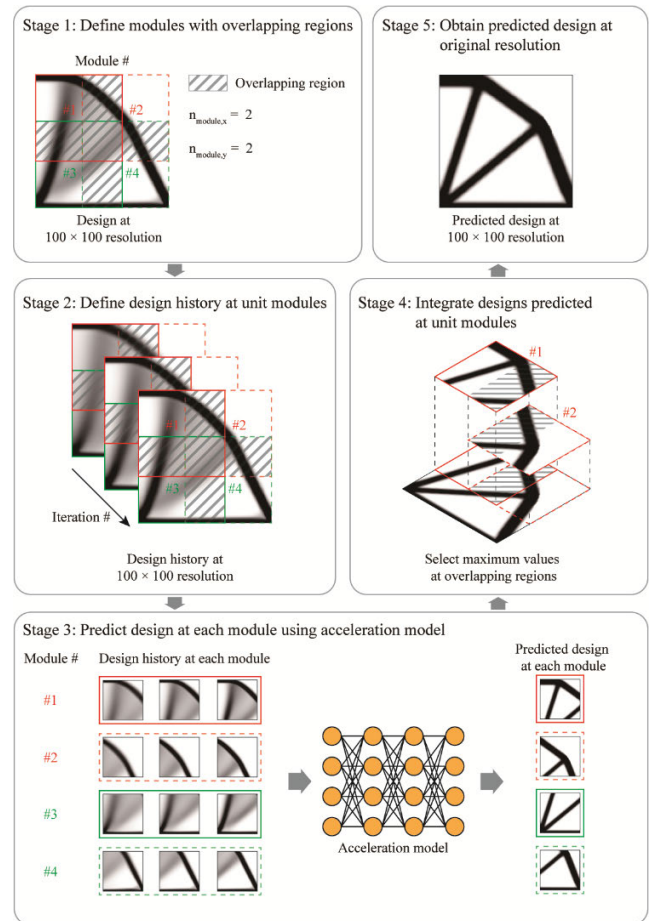 Stage 1: Define modules with overlapping regions
Module #
#1
#2
#3
#4
Overlapping region
n_module,x = 2
n_module,y = 2
Design at
100 × 100 resolution
Stage 2: Define design history at unit modules
#1
#2
#3
#4
Iteration #
Design history at
100 × 100 resolution
Stage 3: Predict design at each module using acceleration model
Module #
Design history at each module
Predicted design
at each module
#1
#2
#3
#4
Acceleration model
Stage 4: Integrate designs predicted
at unit modules
#1
#2
Select maximum values
at overlapping regions
Stage 5: Obtain predicted design at
original resolution
Predicted design at
100 × 100 resolution